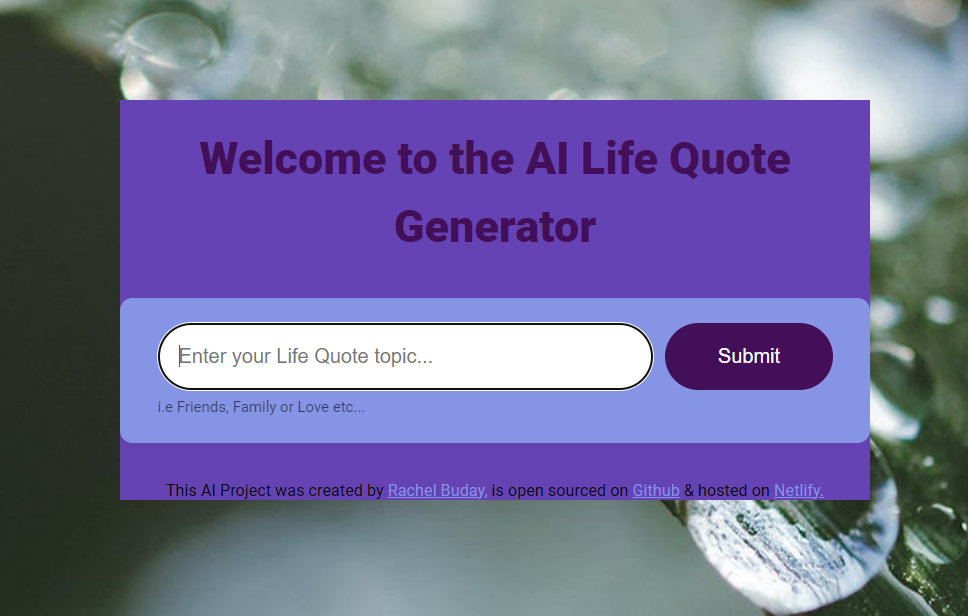 Welcome to the AI Life Quote
Generator
Enter your Life Quote topic...
Submit
i.e Friends, Family or Love etc...
This AI Project was created by Rachel Buday, is open sourced on Github & hosted on Netlify.